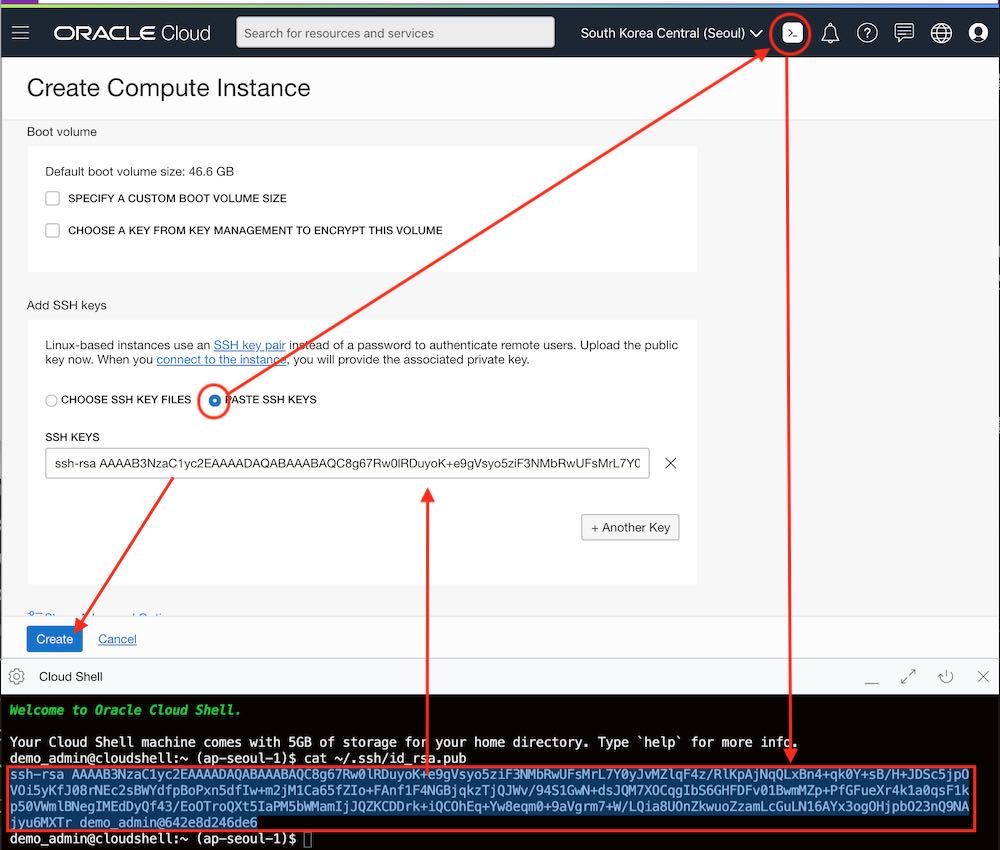 ORACLE Cloud
Search for resources and services
South Korea Central (Seoul)
Create Compute Instance
Boot volume
Default boot volume size: 46.6 GB
SPECIFY A CUSTOM BOOT VOLUME SIZE
CHOOSE A KEY FROM KEY MANAGEMENT TO ENCRYPT THIS VOLUME
Add SSH keys
Linux-based instances use an SSH key pair instead of a password to authenticate remote users. Upload the public
key now. When you connect to the instance, you will provide the associated private key.
CHOOSE SSH KEY FILES PASTE SSH KEYS
SSH KEYS
ssh-rsa AAAAB3NzaC1yc2EAAAADAQABAAABAQC8g67Rw0lRDuyoK+e9gVsyo5ziF3NMbRwUFsMrL7Y0
+ Another Key
Create Cancel
Cloud Shell
Welcome to Oracle Cloud Shell.
Your Cloud Shell machine comes with 5GB of storage for your home directory. Type `help` for more info.
demo_admin@cloudshell:~ (ap-seoul-1)$ cat ~/.ssh/id_rsa.pub
ssh-rsa AAAAB3NzaC1yc2EAAAADAQABAAABAQC8g67Rw0lRDuyoK+e9gVsyo5ziF3NMbRwUFsMrL7Y0yJvMZlqF4z/RlKpAjNqQLxBn4+qk0Y+sB/H+JDSc5jpO
VOi5yKfJ08rNEc2sBWYdfpBoPxn5dfIw+m2jM1Ca65fZIo+FAnf1F4NGBjqkzTjQJWv/94S1GwN+dsJQM7XOCqgIbS6GHFDFv01BwmMZp+PfGFueXr4k1a0qsF1k
p50VWmlBNegIMEdDyQf43/EoOTroQXt5IaPM5bWMamIjJQZKCDDrk+iQCOhEq+Yw8eqm0+9aVgrm7+W/LQia8UOnZkwuoZzamLcGuLN16AYx3ogOHjpbO23nQ9NA
jyu6MXTr demo_admin@642e8d246de6
demo_admin@cloudshell:~ (ap-seoul-1)$